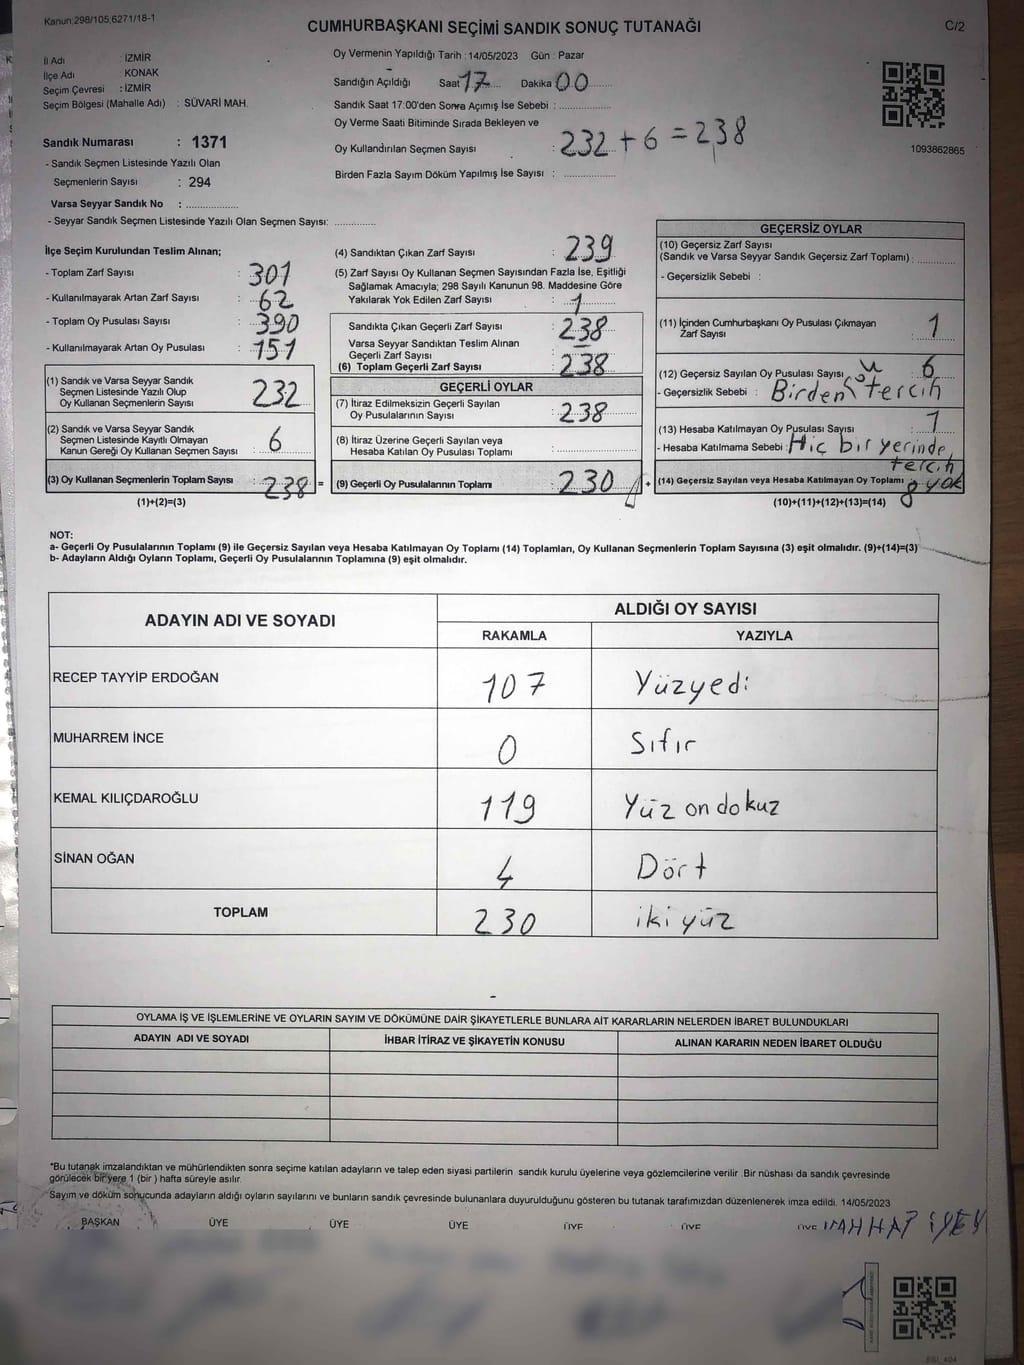 Kanun:298/105,6271/18-1
CUMHURBAŞKANI SEÇİMİ SANDIK SONUÇ TUTANAĞI
C/2
İl Adı : İZMİR
İlçe Adı : KONAK
Seçim Çevresi : İZMİR
Seçim Bölgesi (Mahalle Adı) : SÜVARİ MAH.
Oy Vermenin Yapıldığı Tarih : 14/05/2023 Gün : Pazar
Sandığın Açıldığı Saat 17 Dakika 00
Sandık Saat 17:00'den Sonra Açımış İse Sebebi :
Oy Verme Saati Bitiminde Sırada Bekleyen ve
Oy Kullandırılan Seçmen Sayısı : 232 + 6 = 238
Birden Fazla Sayım Döküm Yapılmış İse Sayısı :
1093862865
Sandık Numarası : 1371
- Sandık Seçmen Listesinde Yazılı Olan
Seçmenlerin Sayısı : 294
Varsa Seyyar Sandık No :
- Seyyar Sandık Seçmen Listesinde Yazılı Olan Seçmen Sayısı:
İlçe Seçim Kurulundan Teslim Alınan;
- Toplam Zarf Sayısı : 301
- Kullanılmayarak Artan Zarf Sayısı : 62
- Toplam Oy Pusulası Sayısı : 390
- Kullanılmayarak Artan Oy Pusulası : 151
(1) Sandık ve Varsa Seyyar Sandık
Seçmen Listesinde Yazılı Olup
Oy Kullanan Seçmenlerin Sayısı 232
(2) Sandık ve Varsa Seyyar Sandık
Seçmen Listesinde Kayıtlı Olmayan
Kanun Gereği Oy Kullanan Seçmen Sayısı : 6
(3) Oy Kullanan Seçmenlerin Toplam Sayısı : 238 =
(1)+(2)=(3)
(4) Sandıktan Çıkan Zarf Sayısı : 239
(5) Zarf Sayısı Oy Kullanan Seçmen Sayısından Fazla İse, Eşitliği
Sağlamak Amacıyla; 298 Sayılı Kanunun 98. Maddesine Göre
Yakılarak Yok Edilen Zarf Sayısı : 1
Sandıkta Çıkan Geçerli Zarf Sayısı : 238
Varsa Seyyar Sandıktan Teslim Alınan
Geçerli Zarf Sayısı : —
(6) Toplam Geçerli Zarf Sayısı : 238
GEÇERLİ OYLAR
(7) İtiraz Edilmeksizin Geçerli Sayılan
Oy Pusulalarının Sayısı : 238
(8) İtiraz Üzerine Geçerli Sayılan veya
Hesaba Katılan Oy Pusulası Toplamı :
(9) Geçerli Oy Pusulalarının Toplamı : 230 +
GEÇERSİZ OYLAR
(10) Geçersiz Zarf Sayısı
(Sandık ve Varsa Seyyar Sandık Geçersiz Zarf Toplamı) :
- Geçersizlik Sebebi :
(11) İçinden Cumhurbaşkanı Oy Pusulası Çıkmayan
Zarf Sayısı : 1
(12) Geçersiz Sayılan Oy Pusulası Sayısı : 6
- Geçersizlik Sebebi : Birden ü tercih
(13) Hesaba Katılmayan Oy Pusulası Sayısı : 1
- Hesaba Katılmama Sebebi : Hiç bir yerinde
tercih yok
(14) Geçersiz Sayılan veya Hesaba Katılmayan Oy Toplamı : 8
(10)+(11)+(12)+(13)=(14)
NOT:
a- Geçerli Oy Pusulalarının Toplamı (9) ile Geçersiz Sayılan veya Hesaba Katılmayan Oy Toplamı (14) Toplamları, Oy Kullanan Seçmenlerin Toplam Sayısına (3) eşit olmalıdır. (9)+(14)=(3)
b- Adayların Aldığı Oyların Toplamı, Geçerli Oy Pusulalarının Toplamına (9) eşit olmalıdır.
ADAYIN ADI VE SOYADI ALDIĞI OY SAYISI
RAKAMLA YAZIYLA
RECEP TAYYİP ERDOĞAN 107 Yüzyedi
MUHARREM İNCE 0 Sıfır
KEMAL KILIÇDAROĞLU 119 Yüz on dokuz
SİNAN OĞAN 4 Dört
TOPLAM 230 iki yüz
OYLAMA İŞ VE İŞLEMLERİNE VE OYLARIN SAYIM VE DÖKÜMÜNE DAİR ŞİKAYETLERLE BUNLARA AİT KARARLARIN NELERDEN İBARET BULUNDUKLARI
ADAYIN ADI VE SOYADI İHBAR İTİRAZ VE ŞİKAYETİN KONUSU ALINAN KARARIN NEDEN İBARET OLDUĞU
*Bu tutanak imzalandıktan ve mühürlendikten sonra seçime katılan adayların ve talep eden siyasi partilerin sandık kurulu üyelerine veya gözlemcilerine verilir .Bir nüshası da sandık çevresinde
görülecek bir yere 1 (bir ) hafta süreyle asılır.
Sayım ve döküm sonucunda adayların aldığı oyların sayılarını ve bunların sandık çevresinde bulunanlara duyurulduğunu gösteren bu tutanak tarafımızdan düzenlenerek imza edildi. 14/05/2023
BAŞKAN ÜYE ÜYE ÜYE ÜYE ÜYE ÜYE